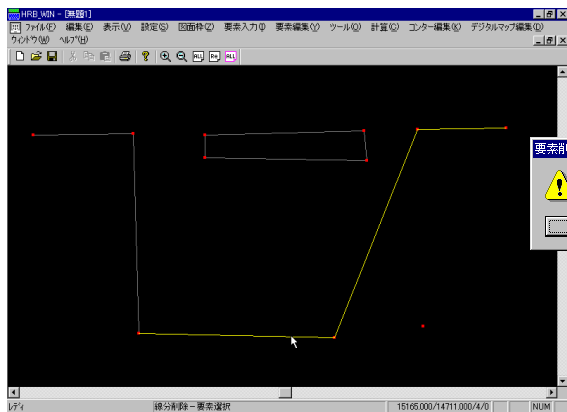 HRB_WIN - [無題1]
ファイル(F) 編集(E) 表示(V) 設定(S) 図面枠(Z) 要素入力(I) 要素編集(Y) ツール(O) 計算(C) コンター編集(K) デジタルマップ編集(D)
ウィンドウ(W) ヘルプ(H)
ALL R+ ALL
要素削
レディ 線分削除－要素選択 15165.000/14711.000/4/0 NUM